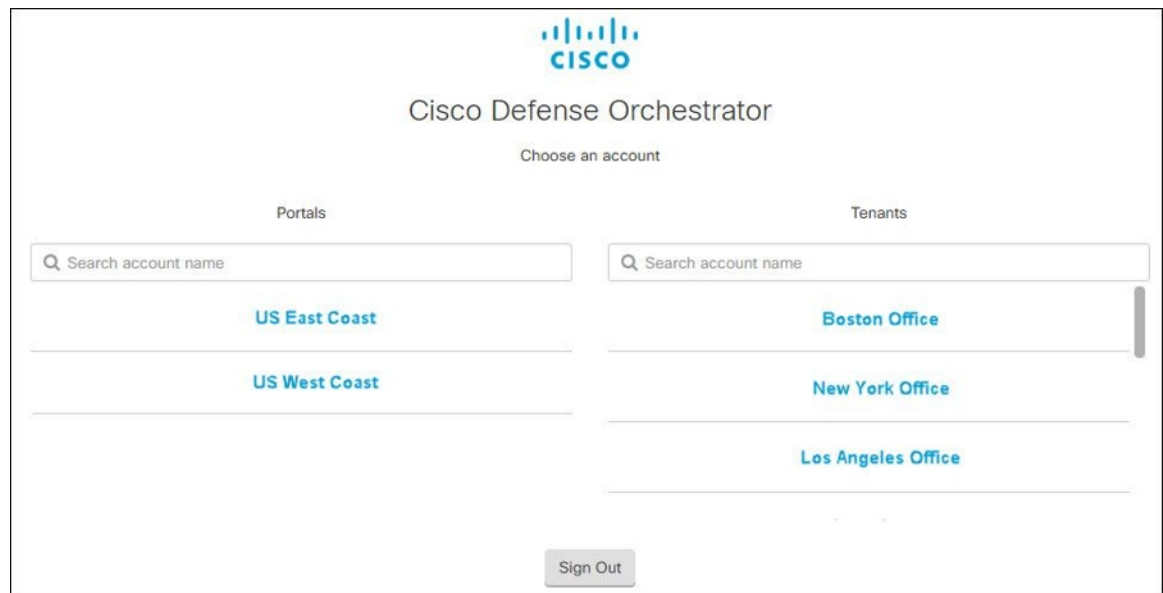 CISCO
Cisco Defense Orchestrator
Choose an account
Portals
Search account name
US East Coast
US West Coast
Tenants
Search account name
Boston Office
New York Office
Los Angeles Office
Sign Out